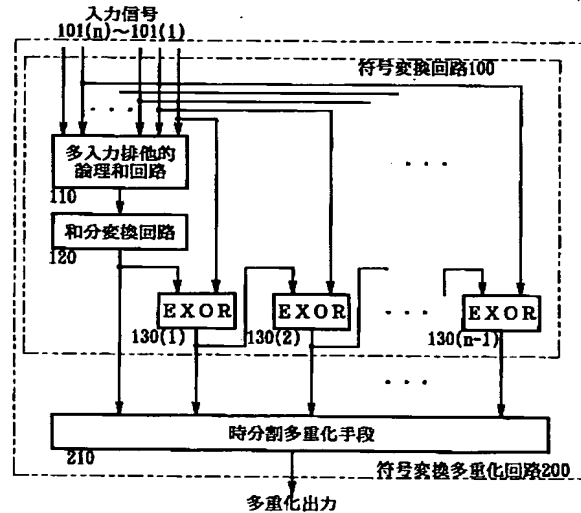 入力信号
101(n)～101(1)
符号変換回路100
・・・
多入力排他的
論理和回路
・・・
110
和分変換回路
120
EXOR
EXOR
・・・
EXOR
130(1)
130(2)
130(n-1)
・・・
時分割多重化手段
210
符号変換多重化回路200
多重化出力